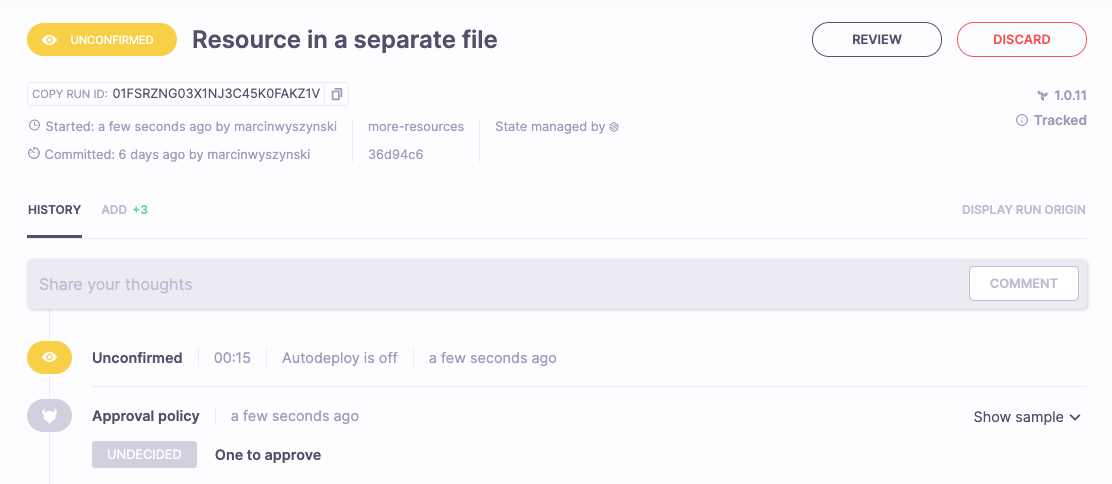 UNCONFIRMED Resource in a separate file REVIEW DISCARD
COPY RUN ID: 01FSRZNG03X1NJ3C45K0FAKZ1V 1.0.11
Started: a few seconds ago by marcinwyszynski more-resources State managed by Tracked
Committed: 6 days ago by marcinwyszynski 36d94c6
HISTORY ADD +3 DISPLAY RUN ORIGIN
Share your thoughts COMMENT
Unconfirmed 00:15 Autodeploy is off a few seconds ago
Approval policy a few seconds ago Show sample
UNDECIDED One to approve